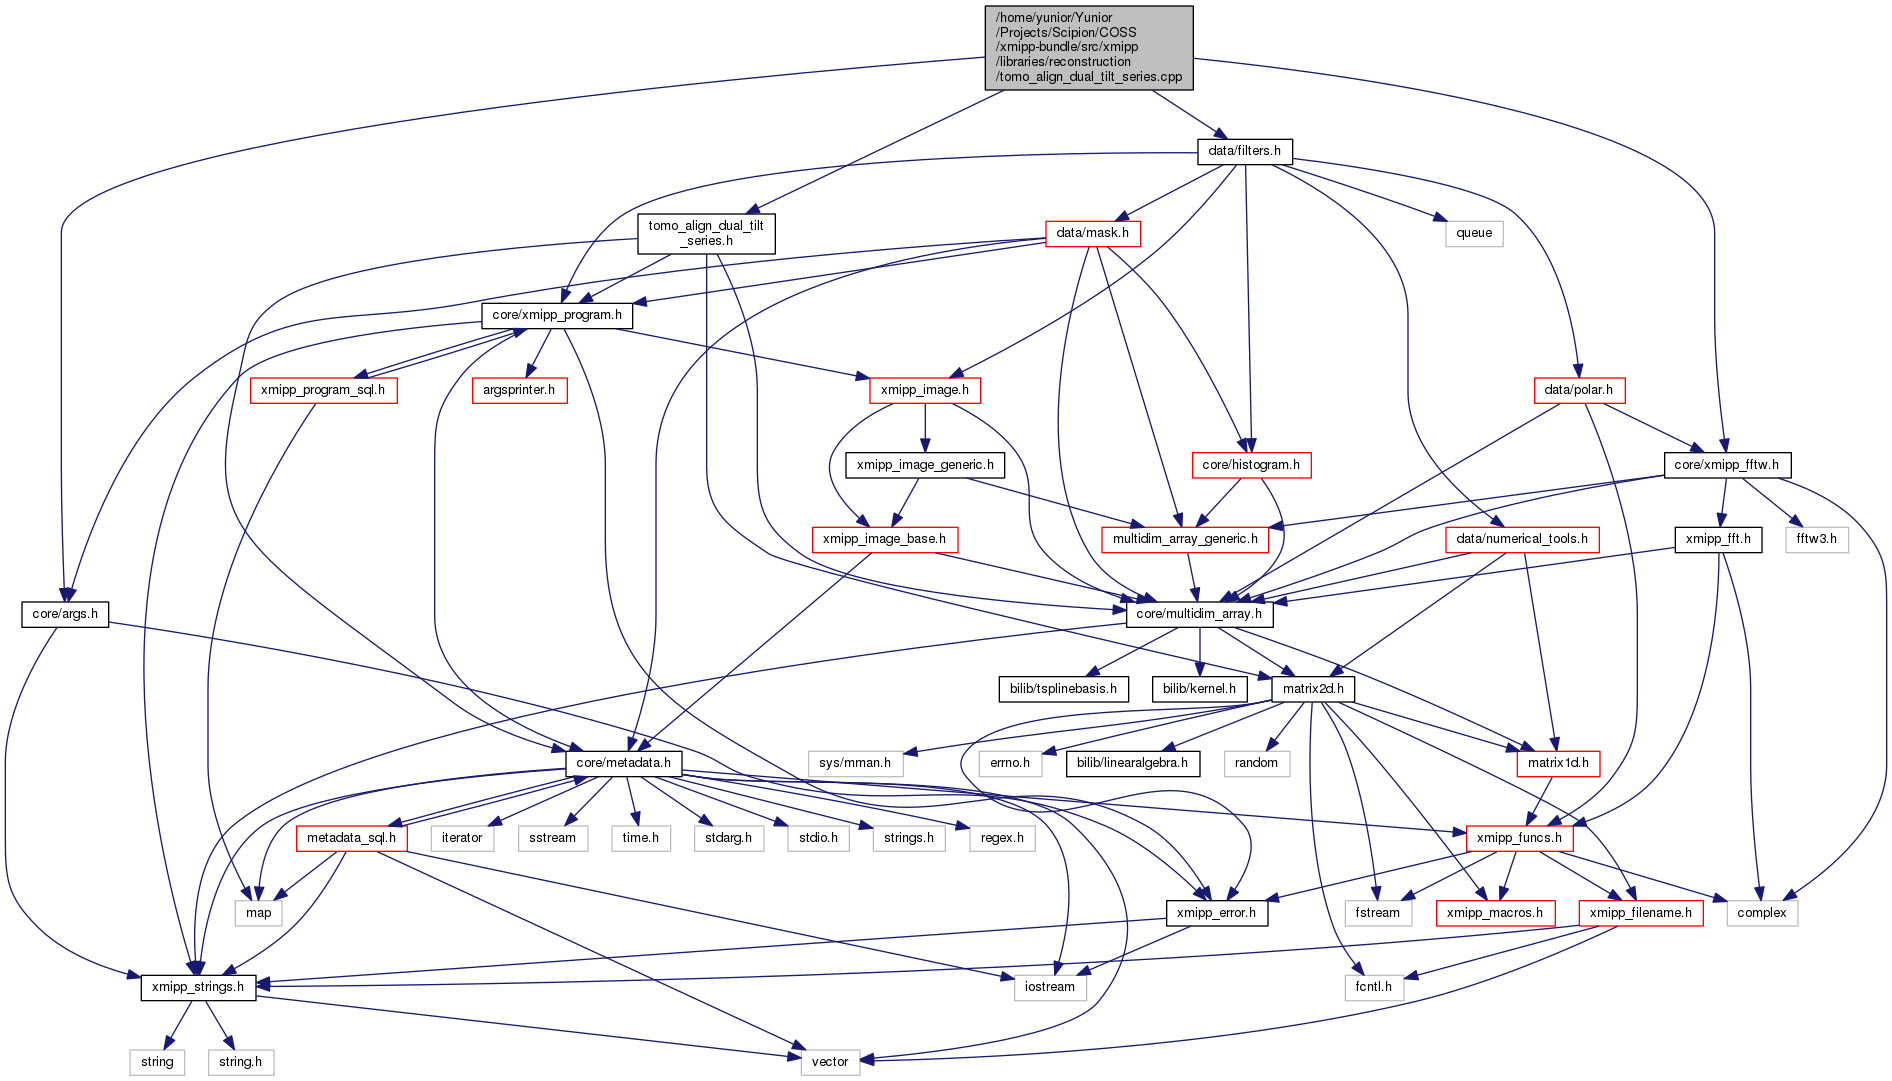 /home/yunior/Yunior
/Projects/Scipion/COSS
/xmipp-bundle/src/xmipp
/libraries/reconstruction
/tomo_align_dual_tilt_series.cpp
data/filters.h
tomo_align_dual_tilt
_series.h
data/mask.h
queue
core/xmipp_program.h
xmipp_program_sql.h
argsprinter.h
xmipp_image.h
data/polar.h
xmipp_image_generic.h
core/histogram.h
core/xmipp_fftw.h
xmipp_image_base.h
multidim_array_generic.h
data/numerical_tools.h
xmipp_fft.h
fftw3.h
core/args.h
core/multidim_array.h
bilib/tsplinebasis.h
bilib/kernel.h
matrix2d.h
core/metadata.h
sys/mman.h
errno.h
bilib/linearalgebra.h
random
matrix1d.h
metadata_sql.h
iterator
sstream
time.h
stdarg.h
stdio.h
strings.h
regex.h
xmipp_funcs.h
map
xmipp_error.h
fstream
xmipp_macros.h
xmipp_filename.h
complex
xmipp_strings.h
iostream
fcntl.h
string
string.h
vector